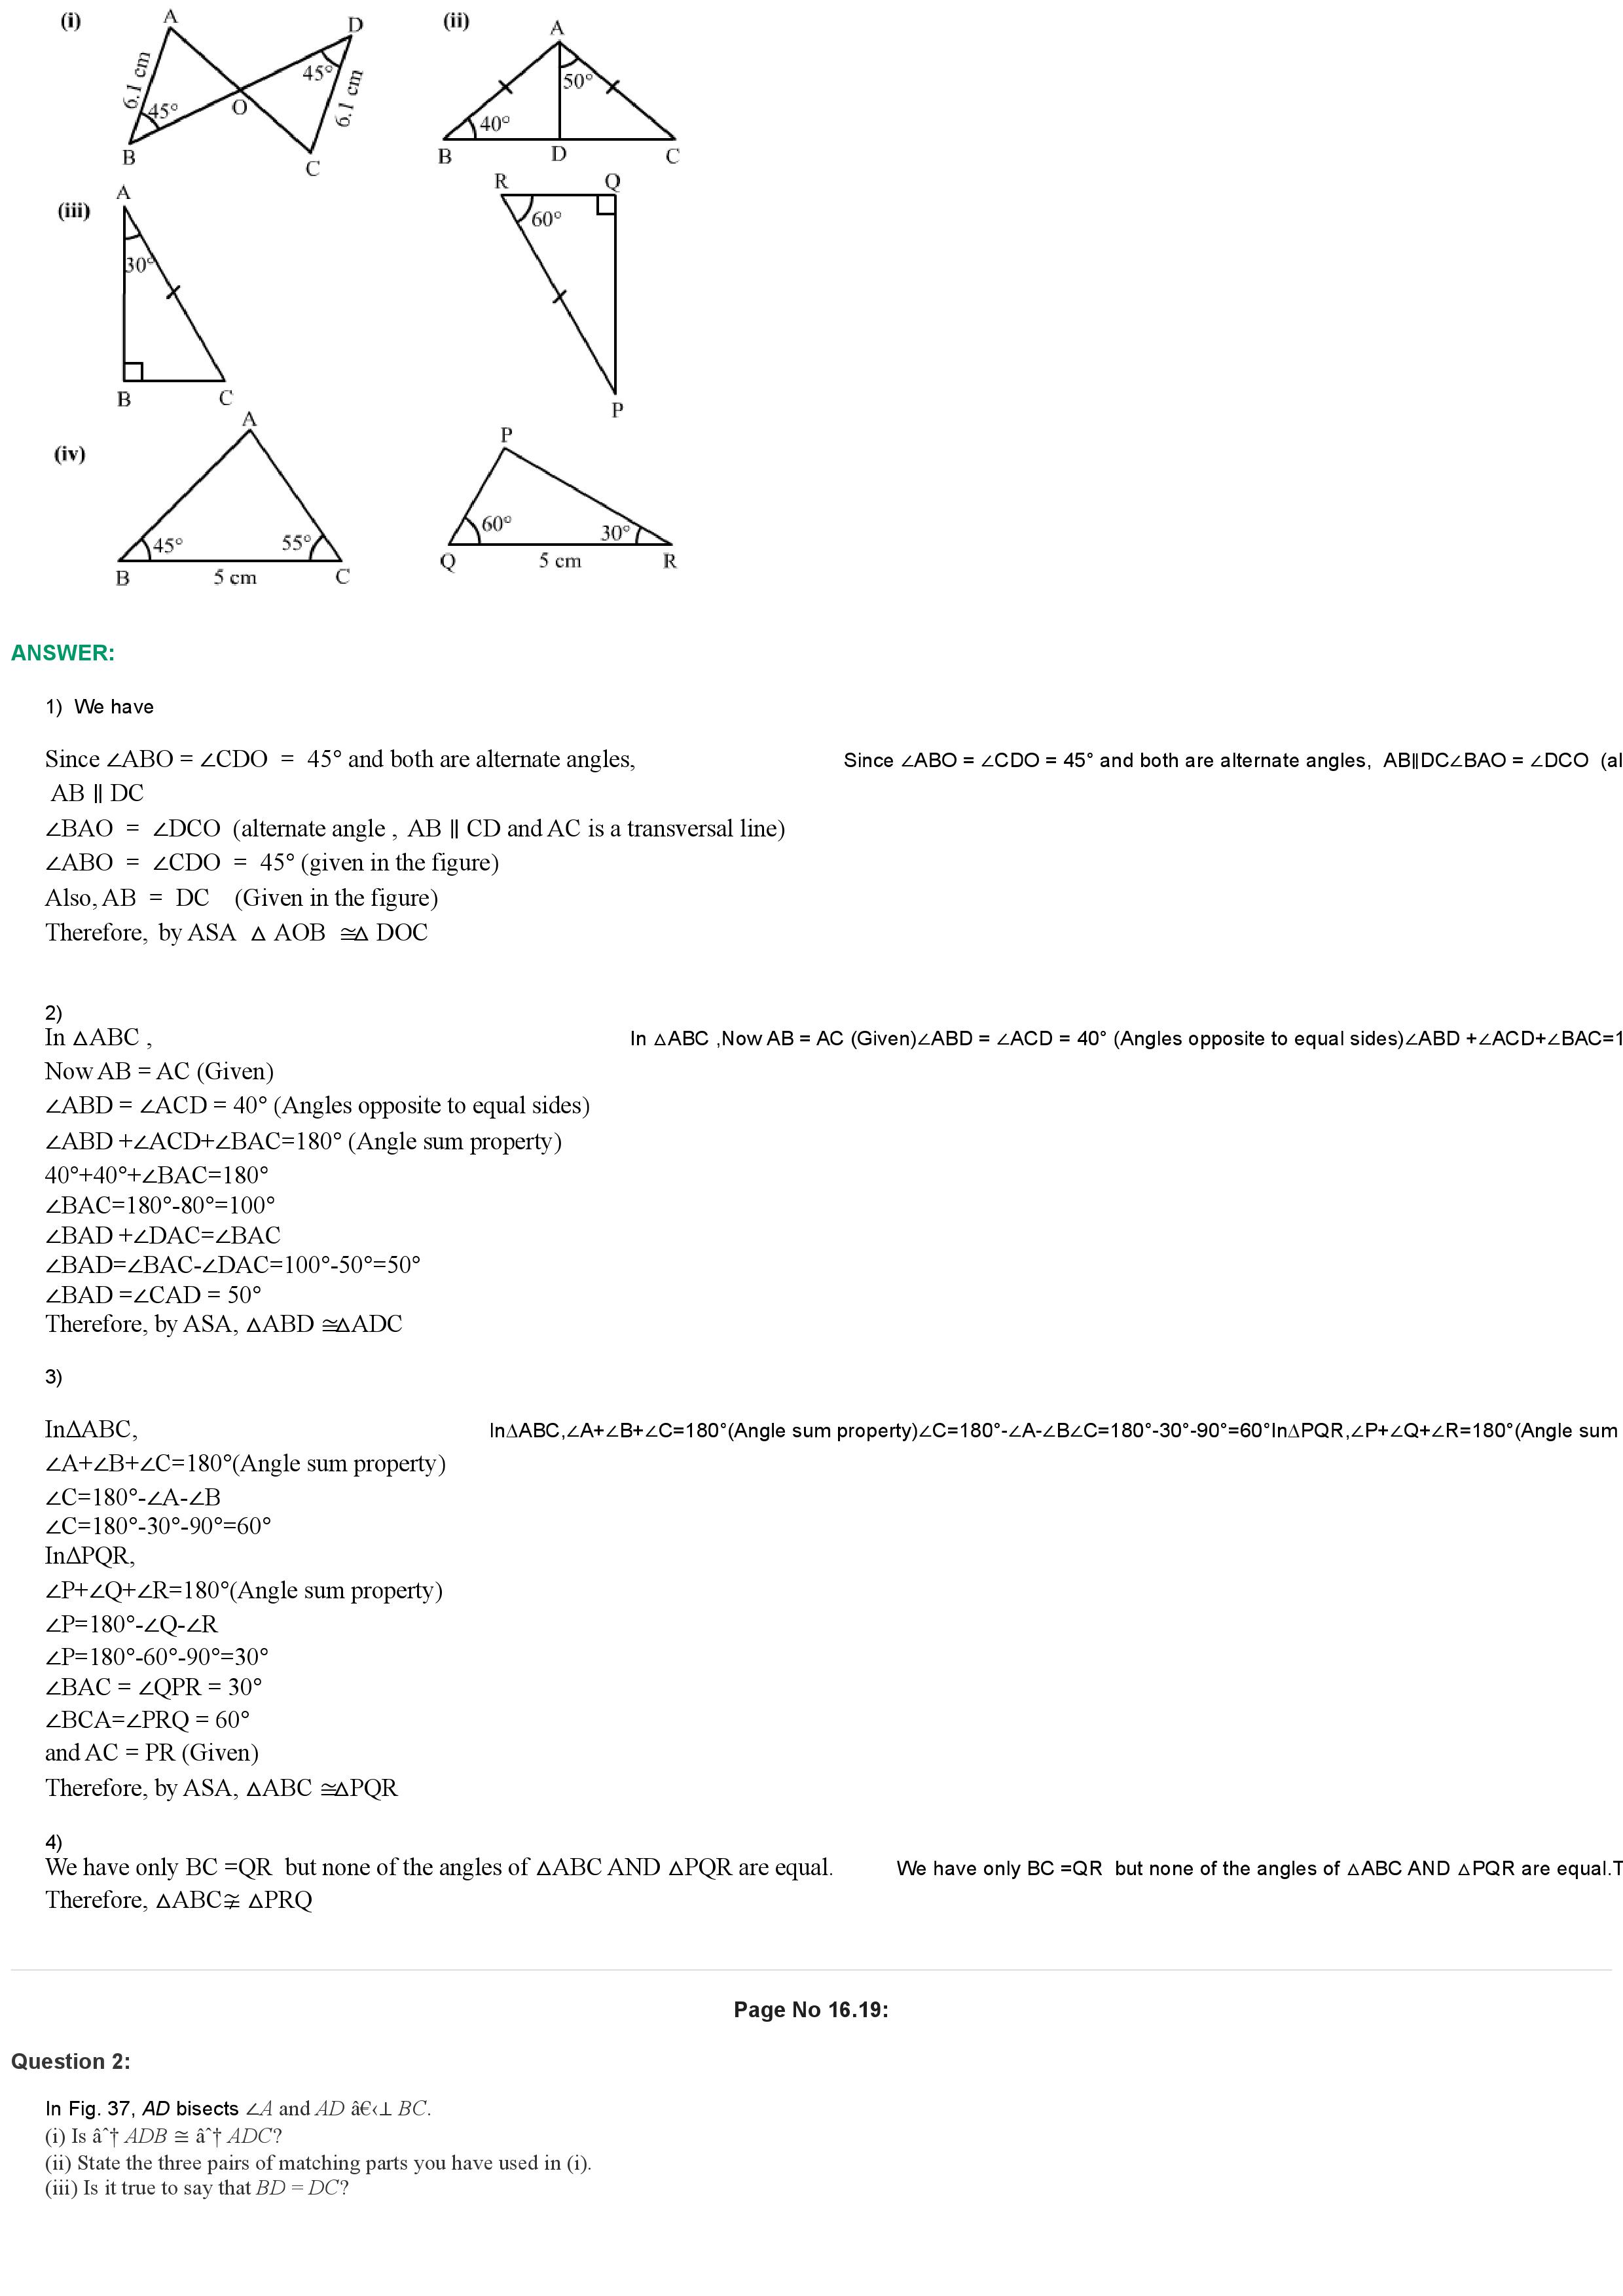 (i)
A
D
6.1 cm
45°
45°
O
6.1 cm
B
C
(ii)
A
50°
40°
B
D
C
(iii)
A
30°
B
C
R
Q
60°
P
(iv)
A
45°
55°
B
5 cm
C
P
60°
30°
Q
5 cm
R
ANSWER:
1) We have
Since ∠ABO = ∠CDO = 45° and both are alternate angles,
Since ∠ABO = ∠CDO = 45° and both are alternate angles, AB∥DC∠BAO = ∠DCO (al
AB ∥ DC
∠BAO = ∠DCO (alternate angle , AB ∥ CD and AC is a transversal line)
∠ABO = ∠CDO = 45° (given in the figure)
Also, AB = DC (Given in the figure)
Therefore, by ASA △ AOB ≅△ DOC
2)
In △ABC ,
In △ABC ,Now AB = AC (Given)∠ABD = ∠ACD = 40° (Angles opposite to equal sides)∠ABD +∠ACD+∠BAC=1
Now AB = AC (Given)
∠ABD = ∠ACD = 40° (Angles opposite to equal sides)
∠ABD +∠ACD+∠BAC=180° (Angle sum property)
40°+40°+∠BAC=180°
∠BAC=180°-80°=100°
∠BAD +∠DAC=∠BAC
∠BAD=∠BAC-∠DAC=100°-50°=50°
∠BAD =∠CAD = 50°
Therefore, by ASA, △ABD ≅△ADC
3)
In∆ABC,
In∆ABC,∠A+∠B+∠C=180°(Angle sum property)∠C=180°-∠A-∠B∠C=180°-30°-90°=60°In∆PQR,∠P+∠Q+∠R=180°(Angle sum
∠A+∠B+∠C=180°(Angle sum property)
∠C=180°-∠A-∠B
∠C=180°-30°-90°=60°
In∆PQR,
∠P+∠Q+∠R=180°(Angle sum property)
∠P=180°-∠Q-∠R
∠P=180°-60°-90°=30°
∠BAC = ∠QPR = 30°
∠BCA=∠PRQ = 60°
and AC = PR (Given)
Therefore, by ASA, △ABC ≅△PQR
4)
We have only BC =QR but none of the angles of △ABC AND △PQR are equal.
We have only BC =QR but none of the angles of △ABC AND △PQR are equal.T
Therefore, △ABC≇ △PRQ
Page No 16.19:
Question 2:
In Fig. 37, AD bisects ∠A and AD â€‹⊥ BC.
(i) Is âˆ† ADB ≅ âˆ† ADC?
(ii) State the three pairs of matching parts you have used in (i).
(iii) Is it true to say that BD = DC?